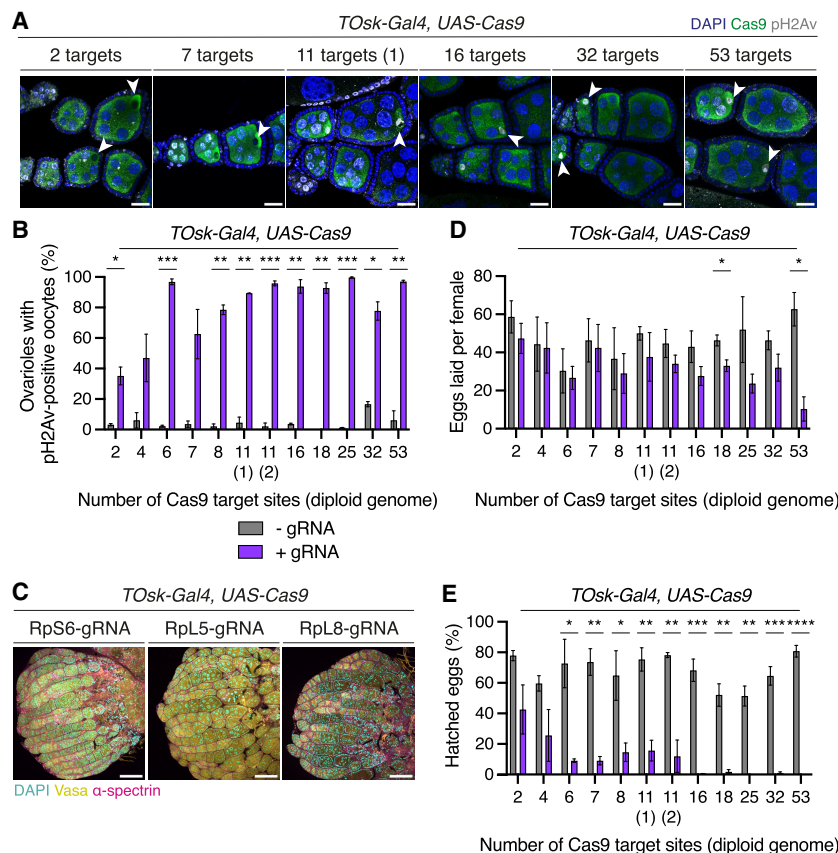 A
TOsk-Gal4, UAS-Cas9
DAPI Cas9 pH2Av
2 targets 7 targets 11 targets (1) 16 targets 32 targets 53 targets
B
TOsk-Gal4, UAS-Cas9
* *** ** ** *** ** ** *** * **
Ovarioles with
pH2Av-positive oocytes (%)
100
80
60
40
20
0
2 4 6 7 8 11 11 16 18 25 32 53
(1) (2)
Number of Cas9 target sites (diploid genome)
- gRNA
+ gRNA
D
TOsk-Gal4, UAS-Cas9
* *
Eggs laid per female
80
60
40
20
0
2 4 6 7 8 11 11 16 18 25 32 53
(1) (2)
Number of Cas9 target sites (diploid genome)
C
TOsk-Gal4, UAS-Cas9
RpS6-gRNA RpL5-gRNA RpL8-gRNA
DAPI Vasa α-spectrin
E
TOsk-Gal4, UAS-Cas9
* ** * ** ** *** ** ** *** ****
Hatched eggs (%)
100
80
60
40
20
0
2 4 6 7 8 11 11 16 18 25 32 53
(1) (2)
Number of Cas9 target sites (diploid genome)